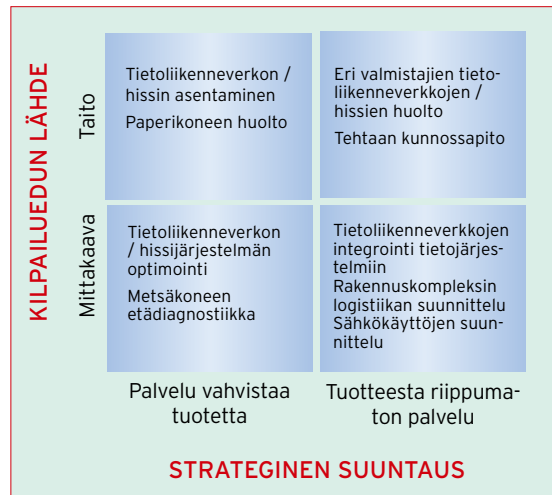 KILPAILUEDUN LÄHDE
Taito
Tietoliikenneverkon /
hissin asentaminen
Paperikoneen huolto
Eri valmistajien tieto-
liikenneverkkojen /
hissien huolto
Tehtaan kunnossapito
Mittakaava
Tietoliikenneverkon
/ hissijärjestelmän
optimointi
Metsäkoneen
etädiagnostiikka
Tietoliikenneverkkojen
integrointi tietojärjes-
telmiin
Rakennuskompleksin
logistiikan suunnittelu
Sähkökäyttöjen suun-
nittelu
Palvelu vahvistaa
tuotetta
Tuotteesta riippuma-
ton palvelu
STRATEGINEN SUUNTAUS